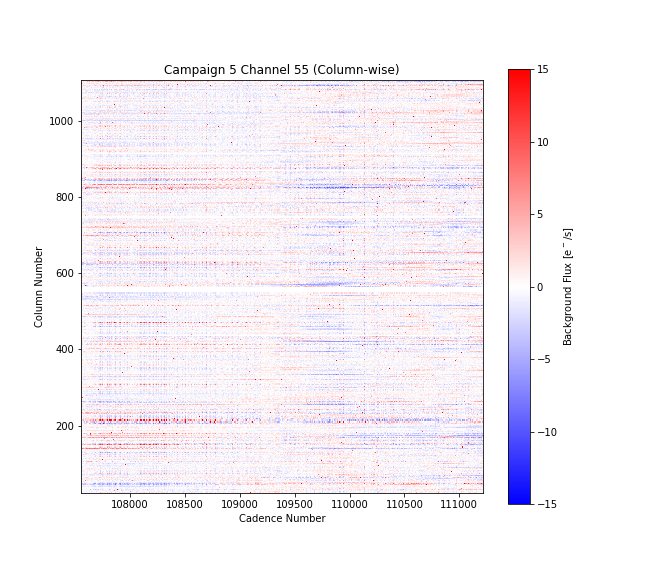 Campaign 5 Channel 55 (Column-wise)
1000
800
600
400
200
Column Number
108000 108500 109000 109500 110000 110500 111000
Cadence Number
15
10
5
0
−5
−10
−15
Background Flux [e⁻/s]